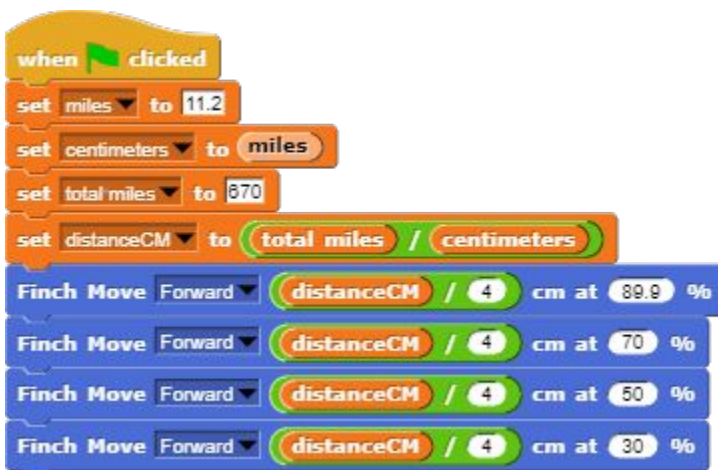 when clicked
set miles to 11.2
set centimeters to miles
set total miles to 670
set distanceCM to total miles / centimeters
Finch Move Forward distanceCM / 4 cm at 89.9 %
Finch Move Forward distanceCM / 4 cm at 70 %
Finch Move Forward distanceCM / 4 cm at 50 %
Finch Move Forward distanceCM / 4 cm at 30 %